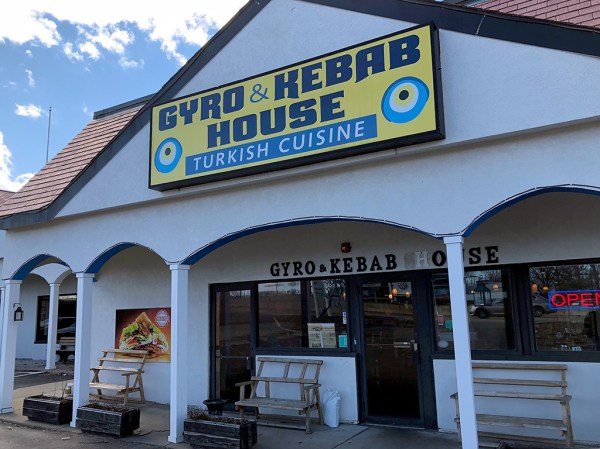 GYRO & KEBAB
HOUSE
TURKISH CUISINE
GYRO & KEBAB HOUSE
OPEN